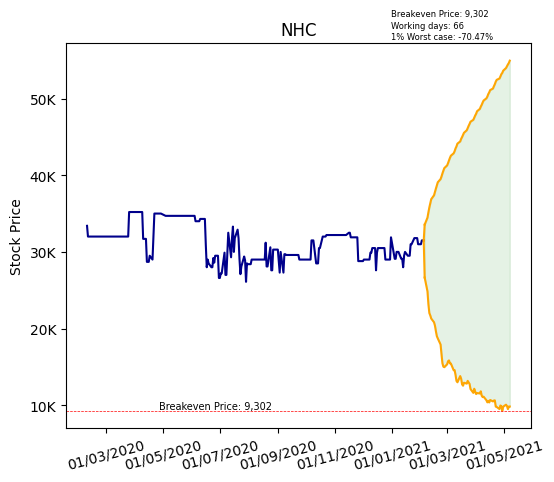 Breakeven Price: 9,302
Working days: 66
1% Worst case: -70.47%
NHC
Stock Price
50K
40K
30K
20K
10K
Breakeven Price: 9,302
01/03/2020 01/05/2020 01/07/2020 01/09/2020 01/11/2020 01/01/2021 01/03/2021 01/05/2021